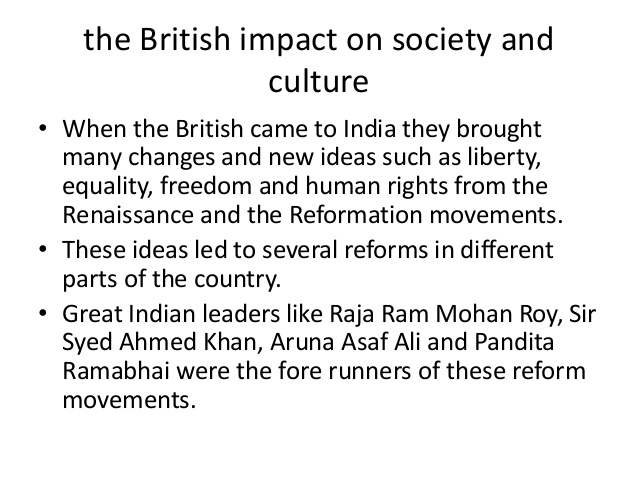 the British impact on society and
culture
• When the British came to India they brought
many changes and new ideas such as liberty,
equality, freedom and human rights from the
Renaissance and the Reformation movements.
• These ideas led to several reforms in different
parts of the country.
• Great Indian leaders like Raja Ram Mohan Roy, Sir
Syed Ahmed Khan, Aruna Asaf Ali and Pandita
Ramabhai were the fore runners of these reform
movements.